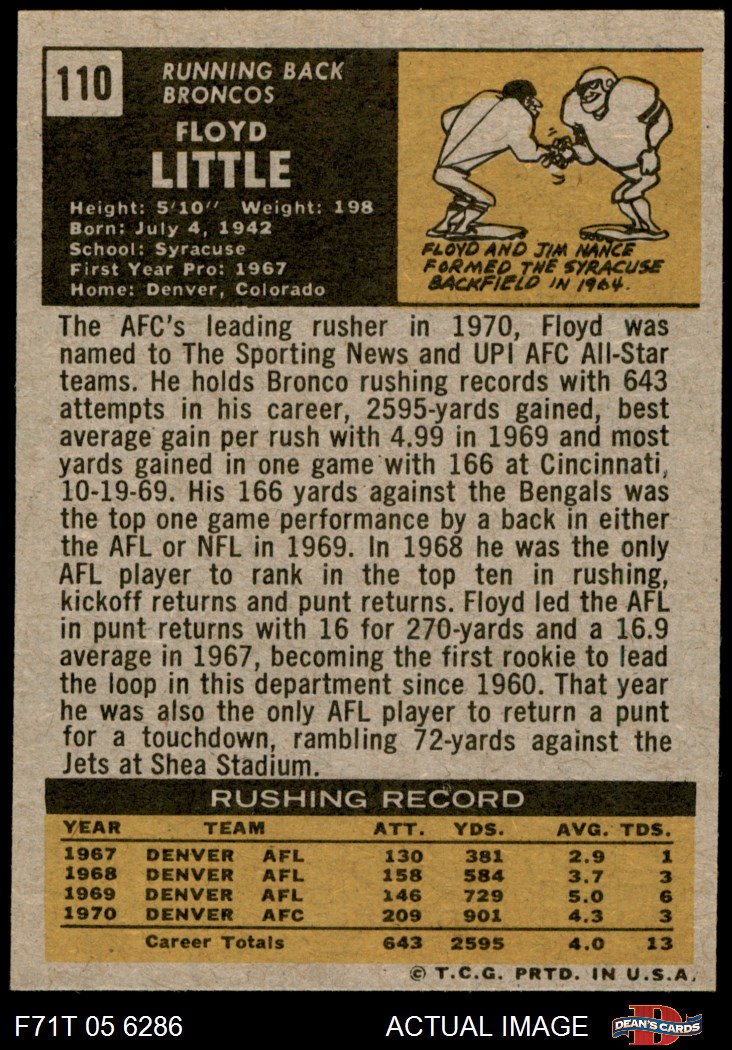 110
RUNNING BACK
BRONCOS
FLOYD
LITTLE
Height: 5'10" Weight: 198
Born: July 4, 1942
School: Syracuse
First Year Pro: 1967
Home: Denver, Colorado
FLOYD AND JIM NANCE
FORMED THE SYRACUSE
BACKFIELD IN 1964.
The AFC's leading rusher in 1970, Floyd was
named to The Sporting News and UPI AFC All-Star
teams. He holds Bronco rushing records with 643
attempts in his career, 2595-yards gained, best
average gain per rush with 4.99 in 1969 and most
yards gained in one game with 166 at Cincinnati,
10-19-69. His 166 yards against the Bengals was
the top one game performance by a back in either
the AFL or NFL in 1969. In 1968 he was the only
AFL player to rank in the top ten in rushing,
kickoff returns and punt returns. Floyd led the AFL
in punt returns with 16 for 270-yards and a 16.9
average in 1967, becoming the first rookie to lead
the loop in this department since 1960. That year
he was also the only AFL player to return a punt
for a touchdown, rambling 72-yards against the
Jets at Shea Stadium.
RUSHING RECORD
YEAR TEAM ATT. YDS. AVG. TDS.
1967 DENVER AFL 130 381 2.9 1
1968 DENVER AFL 158 584 3.7 3
1969 DENVER AFL 146 729 5.0 6
1970 DENVER AFC 209 901 4.3 3
Career Totals 643 2595 4.0 13
© T.C.G. PRTD. IN U.S.A.
F71T 05 6286 ACTUAL IMAGE D DEAN'S CARDS